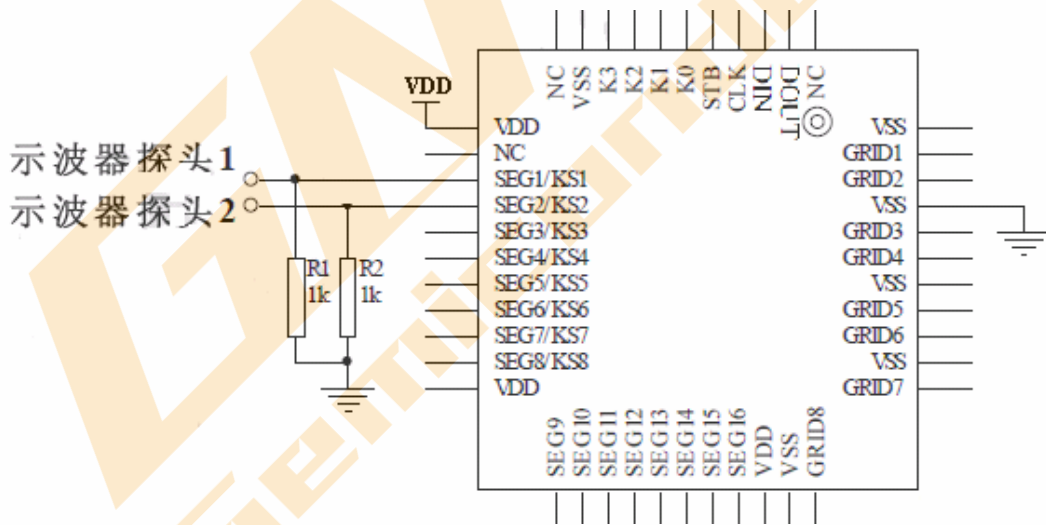 NC VSS K3 K2 K1 K0 STB CLK DIN DOUT NC
VDD
示波器探头1
示波器探头2
R1
1k
R2
1k
VDD
NC
SEG1/KS1
SEG2/KS2
SEG3/KS3
SEG4/KS4
SEG5/KS5
SEG6/KS6
SEG7/KS7
SEG8/KS8
VDD
VSS
GRID1
GRID2
VSS
GRID3
GRID4
VSS
GRID5
GRID6
VSS
GRID7
SEG9 SEG10 SEG11 SEG12 SEG13 SEG14 SEG15 SEG16 VDD VSS GRID8